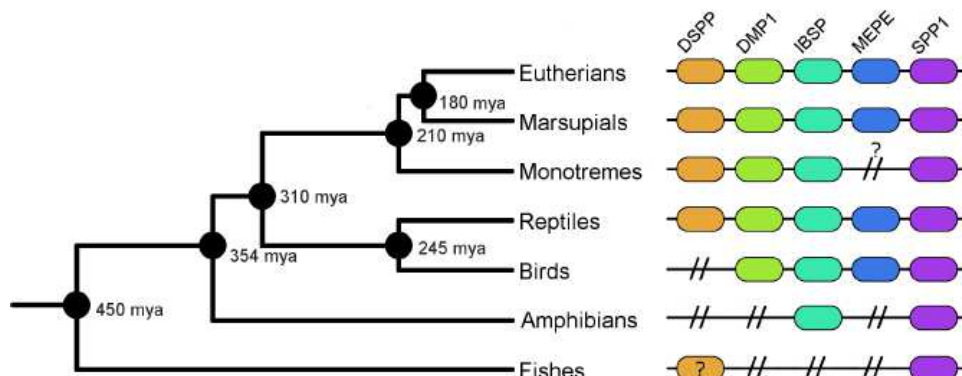 DSPP DMP1 IBSP MEPE SPP1
Eutherians
180 mya
Marsupials
210 mya
?
Monotremes
310 mya
Reptiles
245 mya
354 mya
Birds
450 mya
Amphibians
Fishes ?